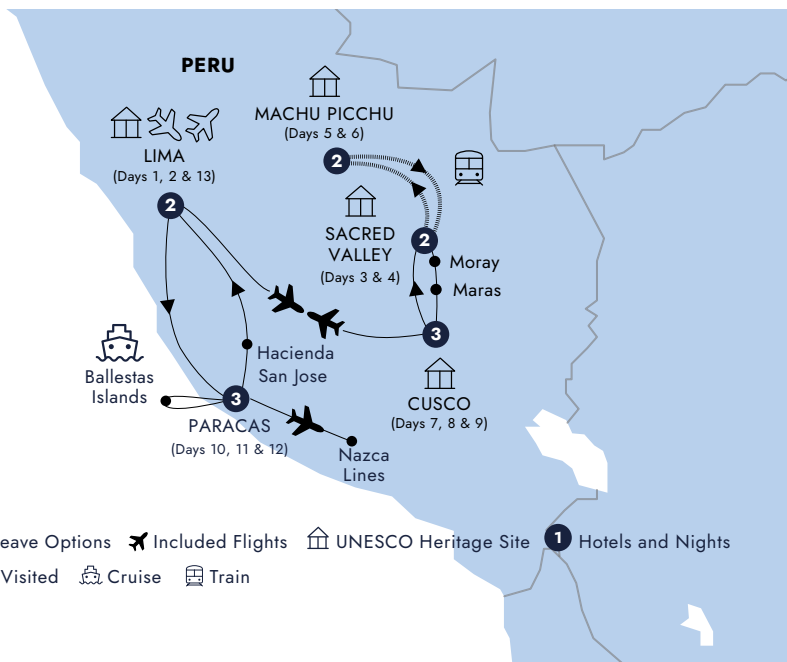 PERU
MACHU PICCHU
(Days 5 & 6)
2
LIMA
(Days 1, 2 & 13)
2
SACRED
VALLEY
(Days 3 & 4)
2
Moray
Maras
3
CUSCO
(Days 7, 8 & 9)
Hacienda
San Jose
Ballestas
Islands
3
PARACAS
(Days 10, 11 & 12)
Nazca
Lines
eave Options Included Flights UNESCO Heritage Site 1 Hotels and Nights
Visited Cruise Train